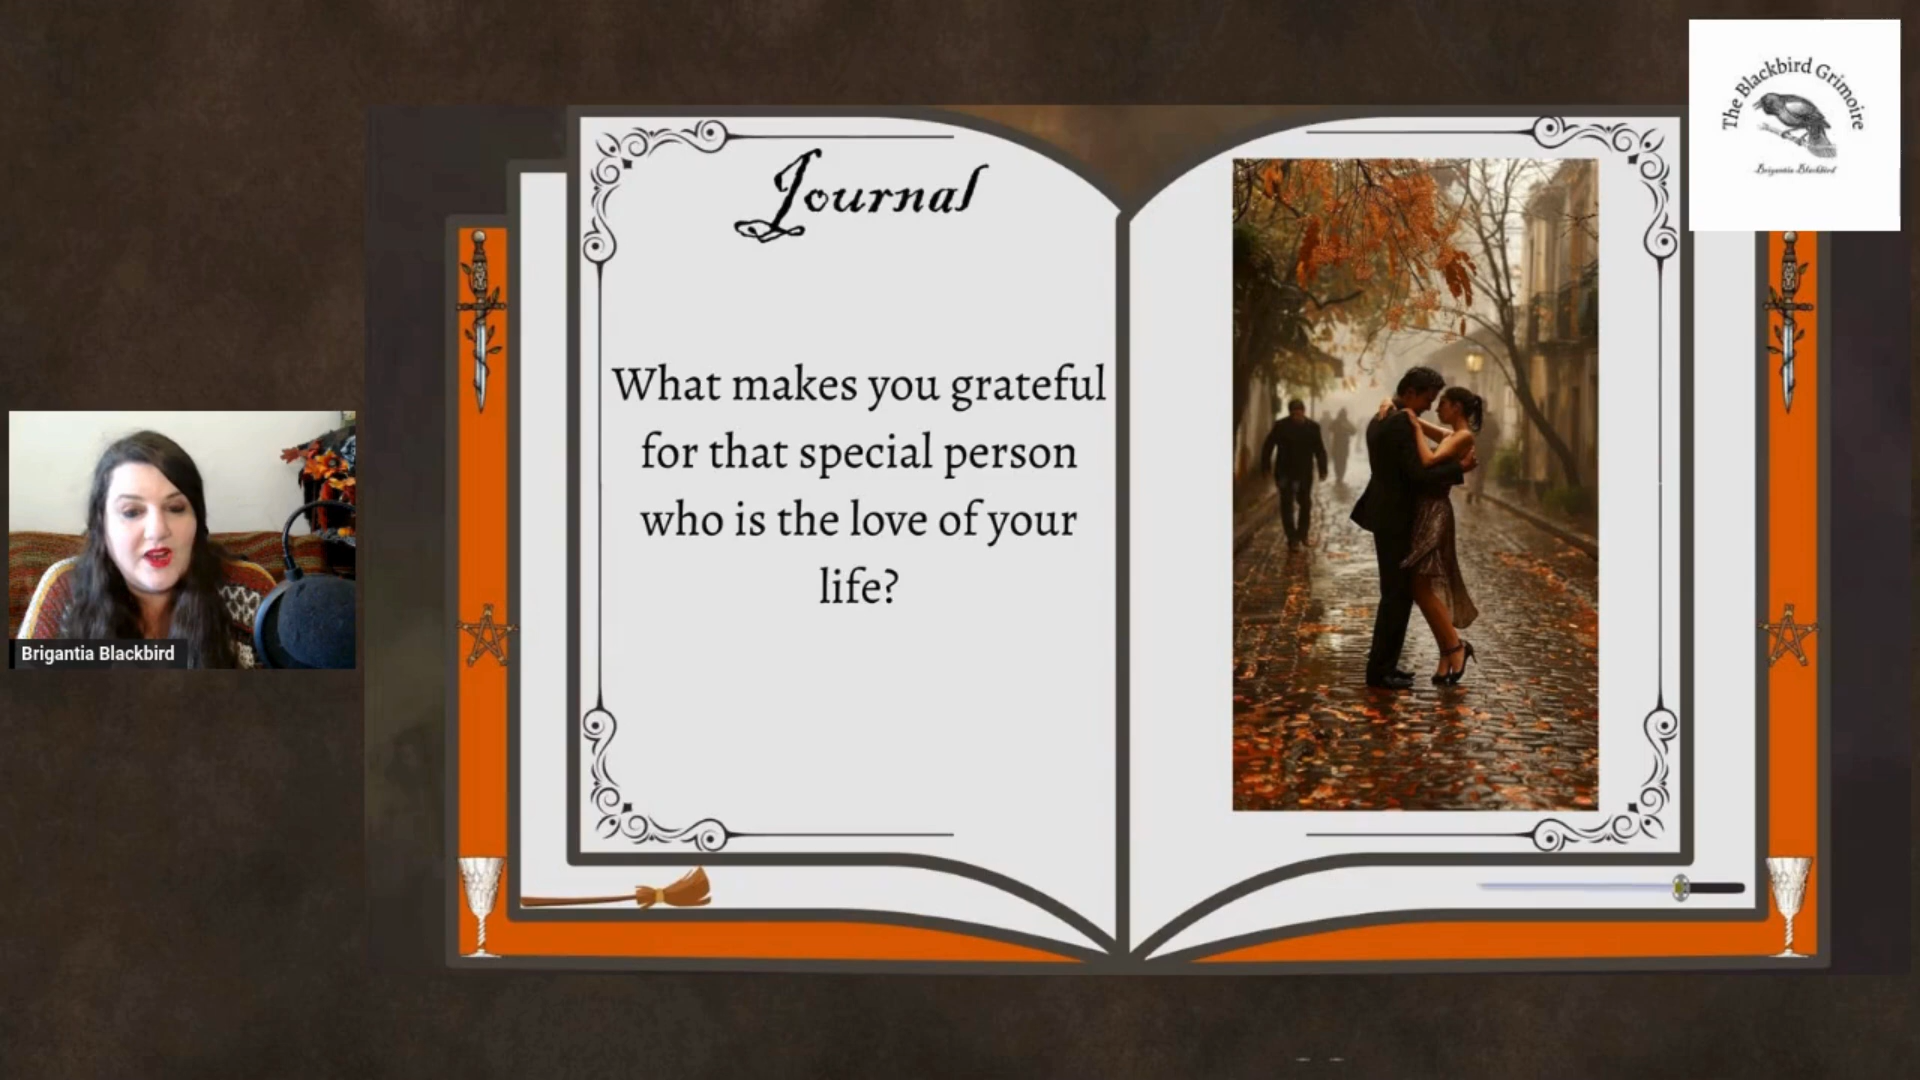 The Blackbird Grimoire
Brigantia Blackbird
Journal
What makes you grateful
for that special person
who is the love of your
life?
Brigantia Blackbird